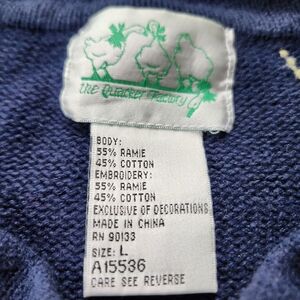 the Quacker Factory
BODY:
55% RAMIE
45% COTTON
EMBROIDERY:
55% RAMIE
45% COTTON
EXCLUSIVE OF DECORATIONS
MADE IN CHINA
RN 90133
SIZE: L
A15536
CARE SEE REVERSE